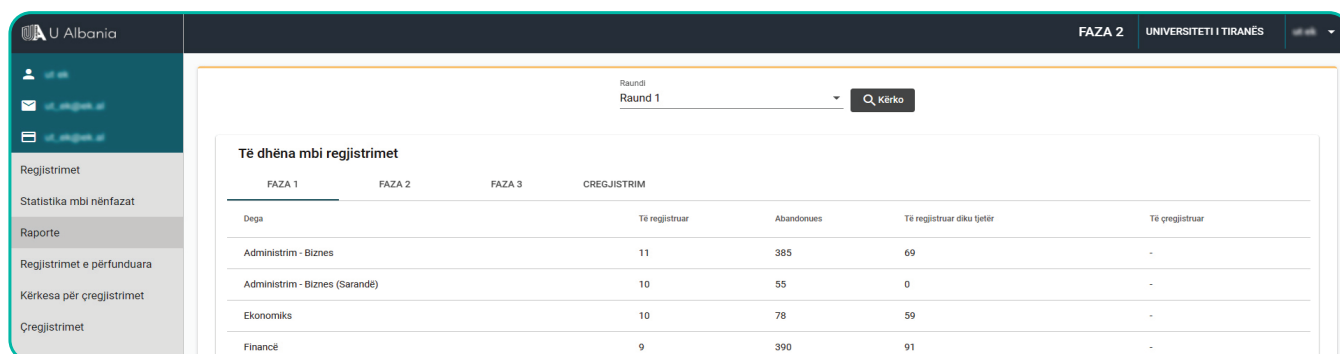 U Albania
FAZA 2 UNIVERSITETI I TIRANËS
Regjistrimet
Statistika mbi nënfazat
Raporte
Regjistrimet e përfunduara
Kërkesa për çregjistrimet
Çregjistrimet
Raundi
Raund 1 Kërko
Të dhëna mbi regjistrimet
FAZA 1 FAZA 2 FAZA 3 CREGJISTRIM
Dega Të regjistruar Abandonues Të regjistruar diku tjetër Të çregjistruar
Administrim - Biznes 11 385 69 -
Administrim - Biznes (Sarandë) 10 55 0 -
Ekonomiks 10 78 59 -
Financë 9 390 91 -